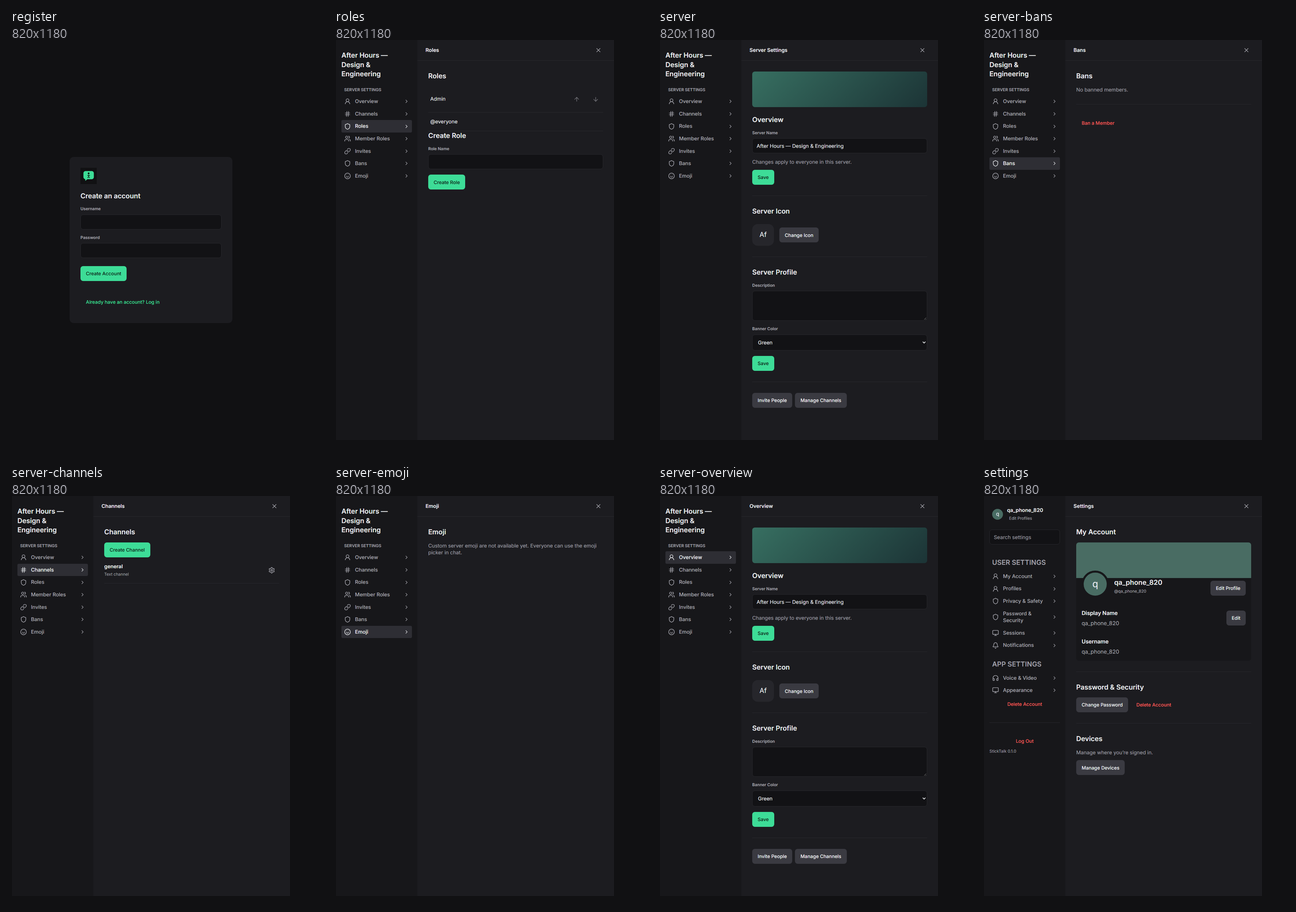 register
820x1180
Create an account
Username
Password
Create Account
Already have an account? Log In
roles
820x1180
After Hours —
Design &
Engineering
SERVER SETTINGS
Overview
Channels
Roles
Member Roles
Invites
Bans
Emoji
Roles
Roles
Admin
@everyone
Create Role
Role Name
Create Role
server
820x1180
After Hours —
Design &
Engineering
SERVER SETTINGS
Overview
Channels
Roles
Member Roles
Invites
Bans
Emoji
Server Settings
Overview
Server Name
After Hours — Design & Engineering
Changes apply to everyone in this server.
Save
Server Icon
Af
Change Icon
Server Profile
Description
Banner Color
Green
Save
Invite People
Manage Channels
server-bans
820x1180
After Hours —
Design &
Engineering
SERVER SETTINGS
Overview
Channels
Roles
Member Roles
Invites
Bans
Emoji
Bans
Bans
No banned members.
Ban a Member
server-channels
820x1180
After Hours —
Design &
Engineering
SERVER SETTINGS
Overview
Channels
Roles
Member Roles
Invites
Bans
Emoji
Channels
Channels
Create Channel
general
Text channel
server-emoji
820x1180
After Hours —
Design &
Engineering
SERVER SETTINGS
Overview
Channels
Roles
Member Roles
Invites
Bans
Emoji
Emoji
Emoji
Custom server emoji are not available yet. Everyone can use the emoji
picker in chat.
server-overview
820x1180
After Hours —
Design &
Engineering
SERVER SETTINGS
Overview
Channels
Roles
Member Roles
Invites
Bans
Emoji
Overview
Overview
Server Name
After Hours — Design & Engineering
Changes apply to everyone in this server.
Save
Server Icon
Af
Change Icon
Server Profile
Description
Banner Color
Green
Save
Invite People
Manage Channels
settings
820x1180
q
qa_phone_820
Edit Profiles
Search settings
USER SETTINGS
My Account
Profiles
Privacy & Safety
Password &
Security
Sessions
Notifications
APP SETTINGS
Voice & Video
Appearance
Delete Account
Log Out
SlickTalk 0.1.0
Settings
My Account
q
qa_phone_820
@qa_phone_820
Edit Profile
Display Name
qa_phone_820
Edit
Username
qa_phone_820
Password & Security
Change Password
Delete Account
Devices
Manage where you're signed in.
Manage Devices